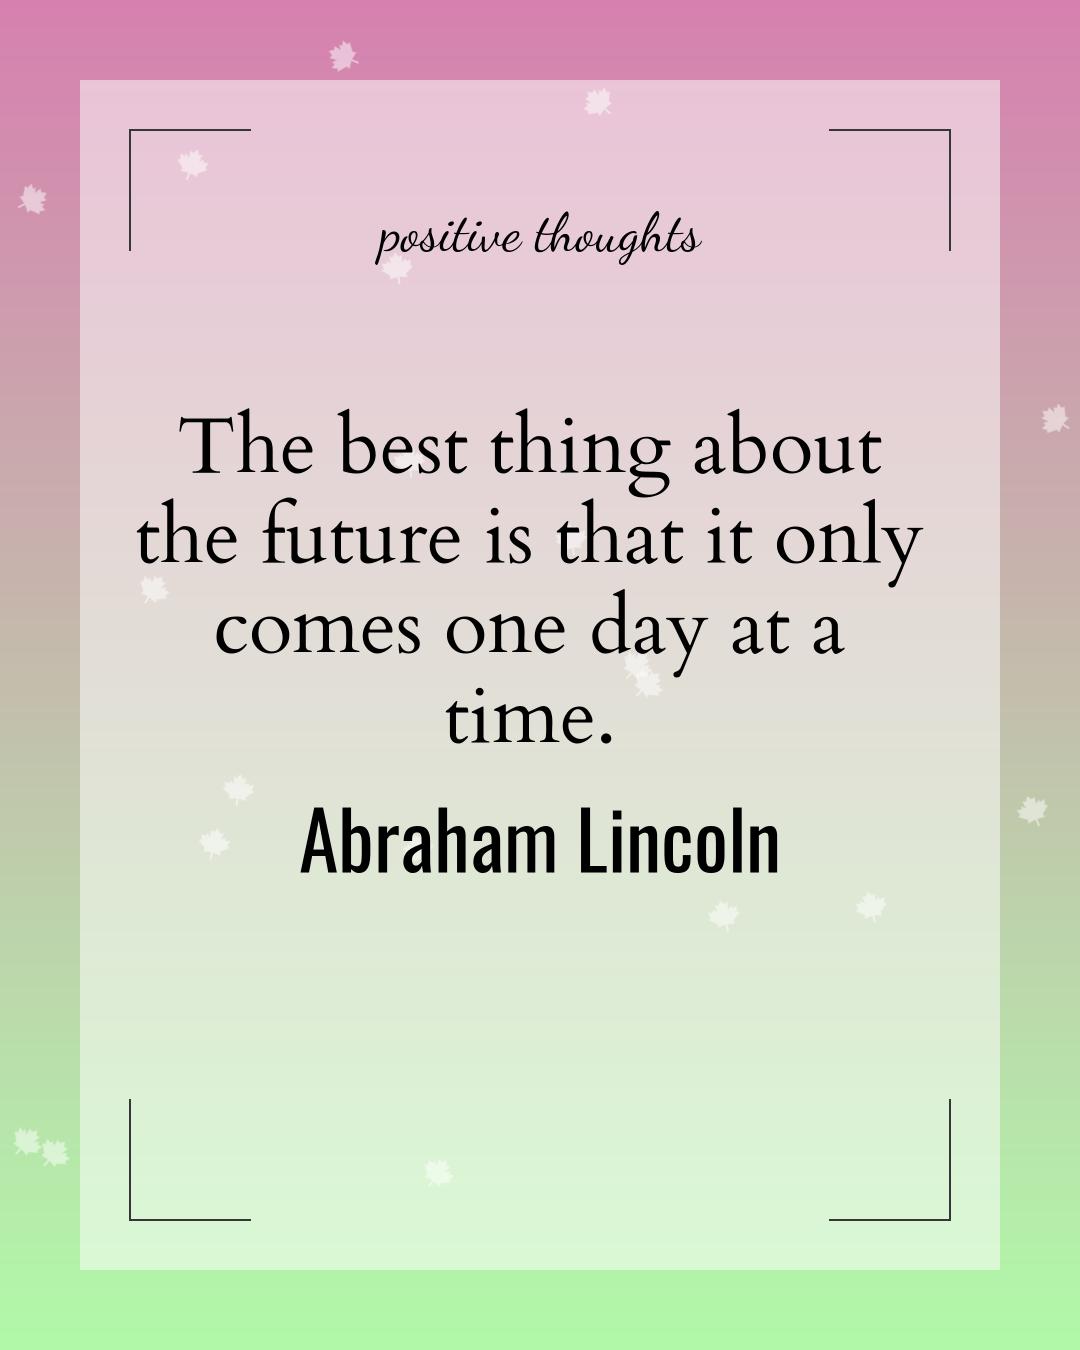 positive thoughts
The best thing about
the future is that it only
comes one day at a
time.
Abraham Lincoln